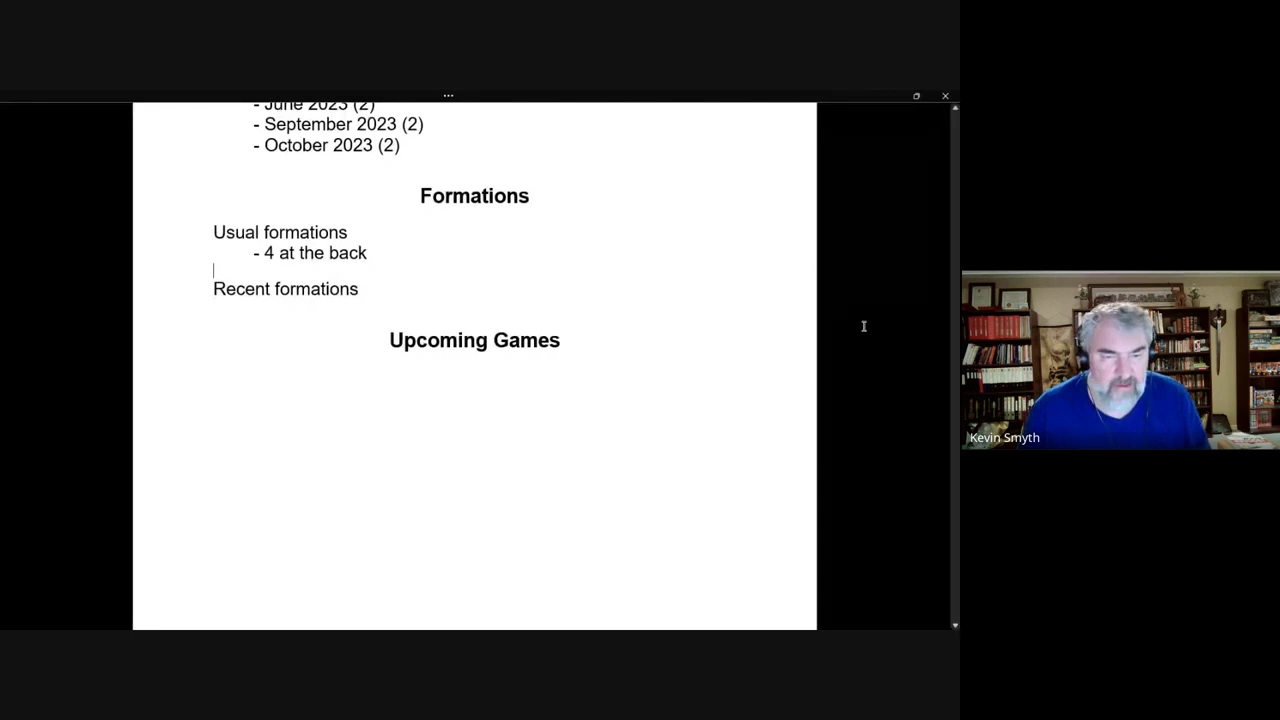 - June 2023 (2)
- September 2023 (2)
- October 2023 (2)
Formations
Usual formations
- 4 at the back
Recent formations
Upcoming Games
Kevin Smyth